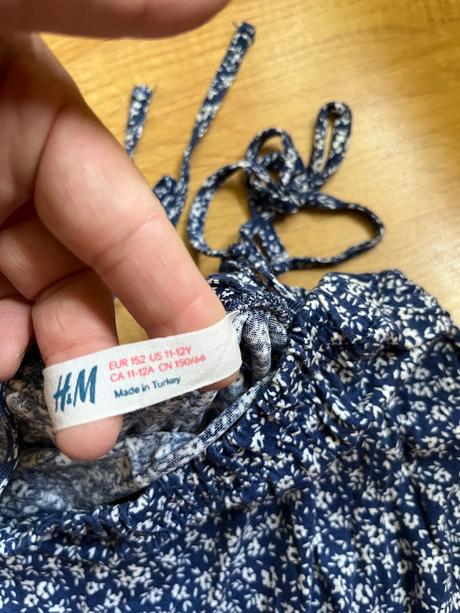 H&M
EUR 152 US 11-12Y
CA 11-12A CN 150/66
Made in Turkey